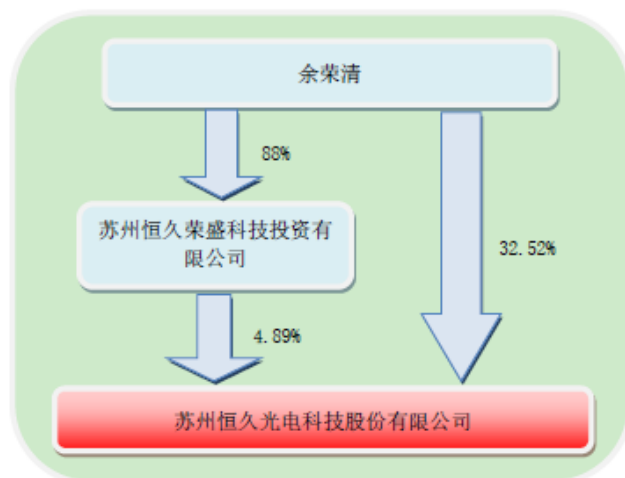 余荣清
88%
苏州恒久荣盛科技投资有
限公司
32.52%
4.89%
苏州恒久光电科技股份有限公司